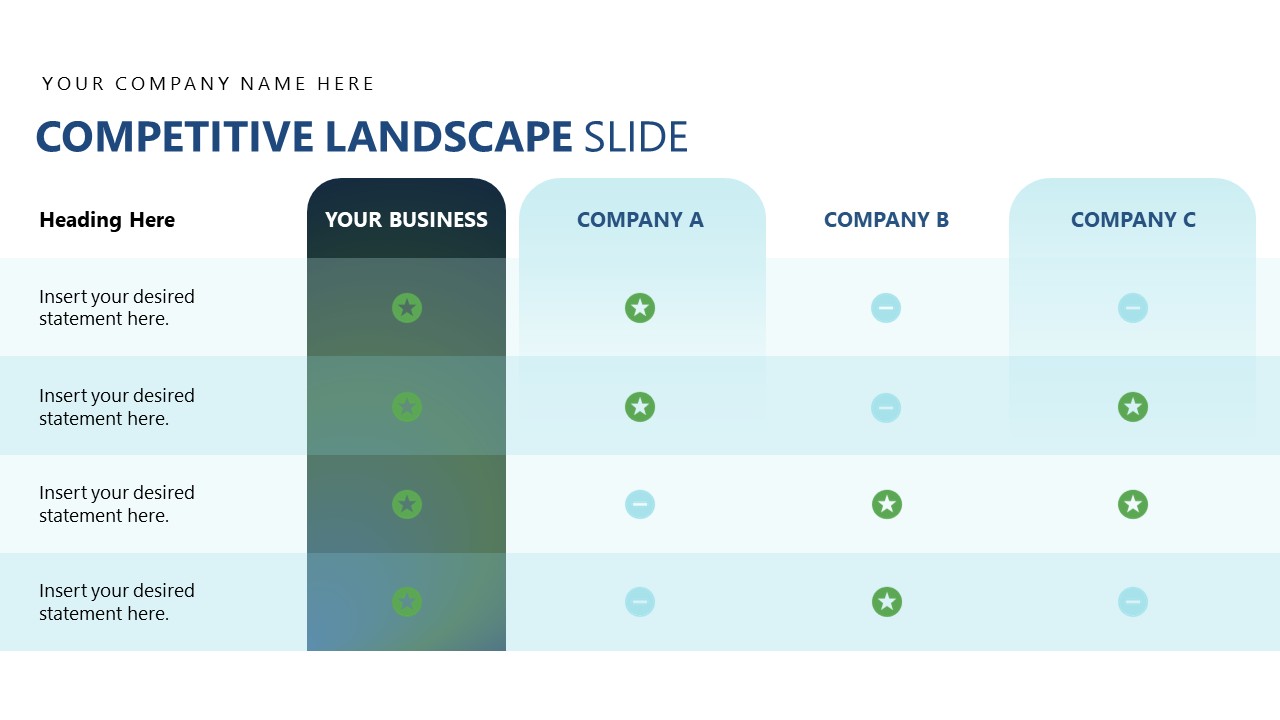 YOUR COMPANY NAME HERE
COMPETITIVE LANDSCAPE SLIDE
Heading Here
YOUR BUSINESS
COMPANY A
COMPANY B
COMPANY C
Insert your desired
statement here.
Insert your desired
statement here.
Insert your desired
statement here.
Insert your desired
statement here.